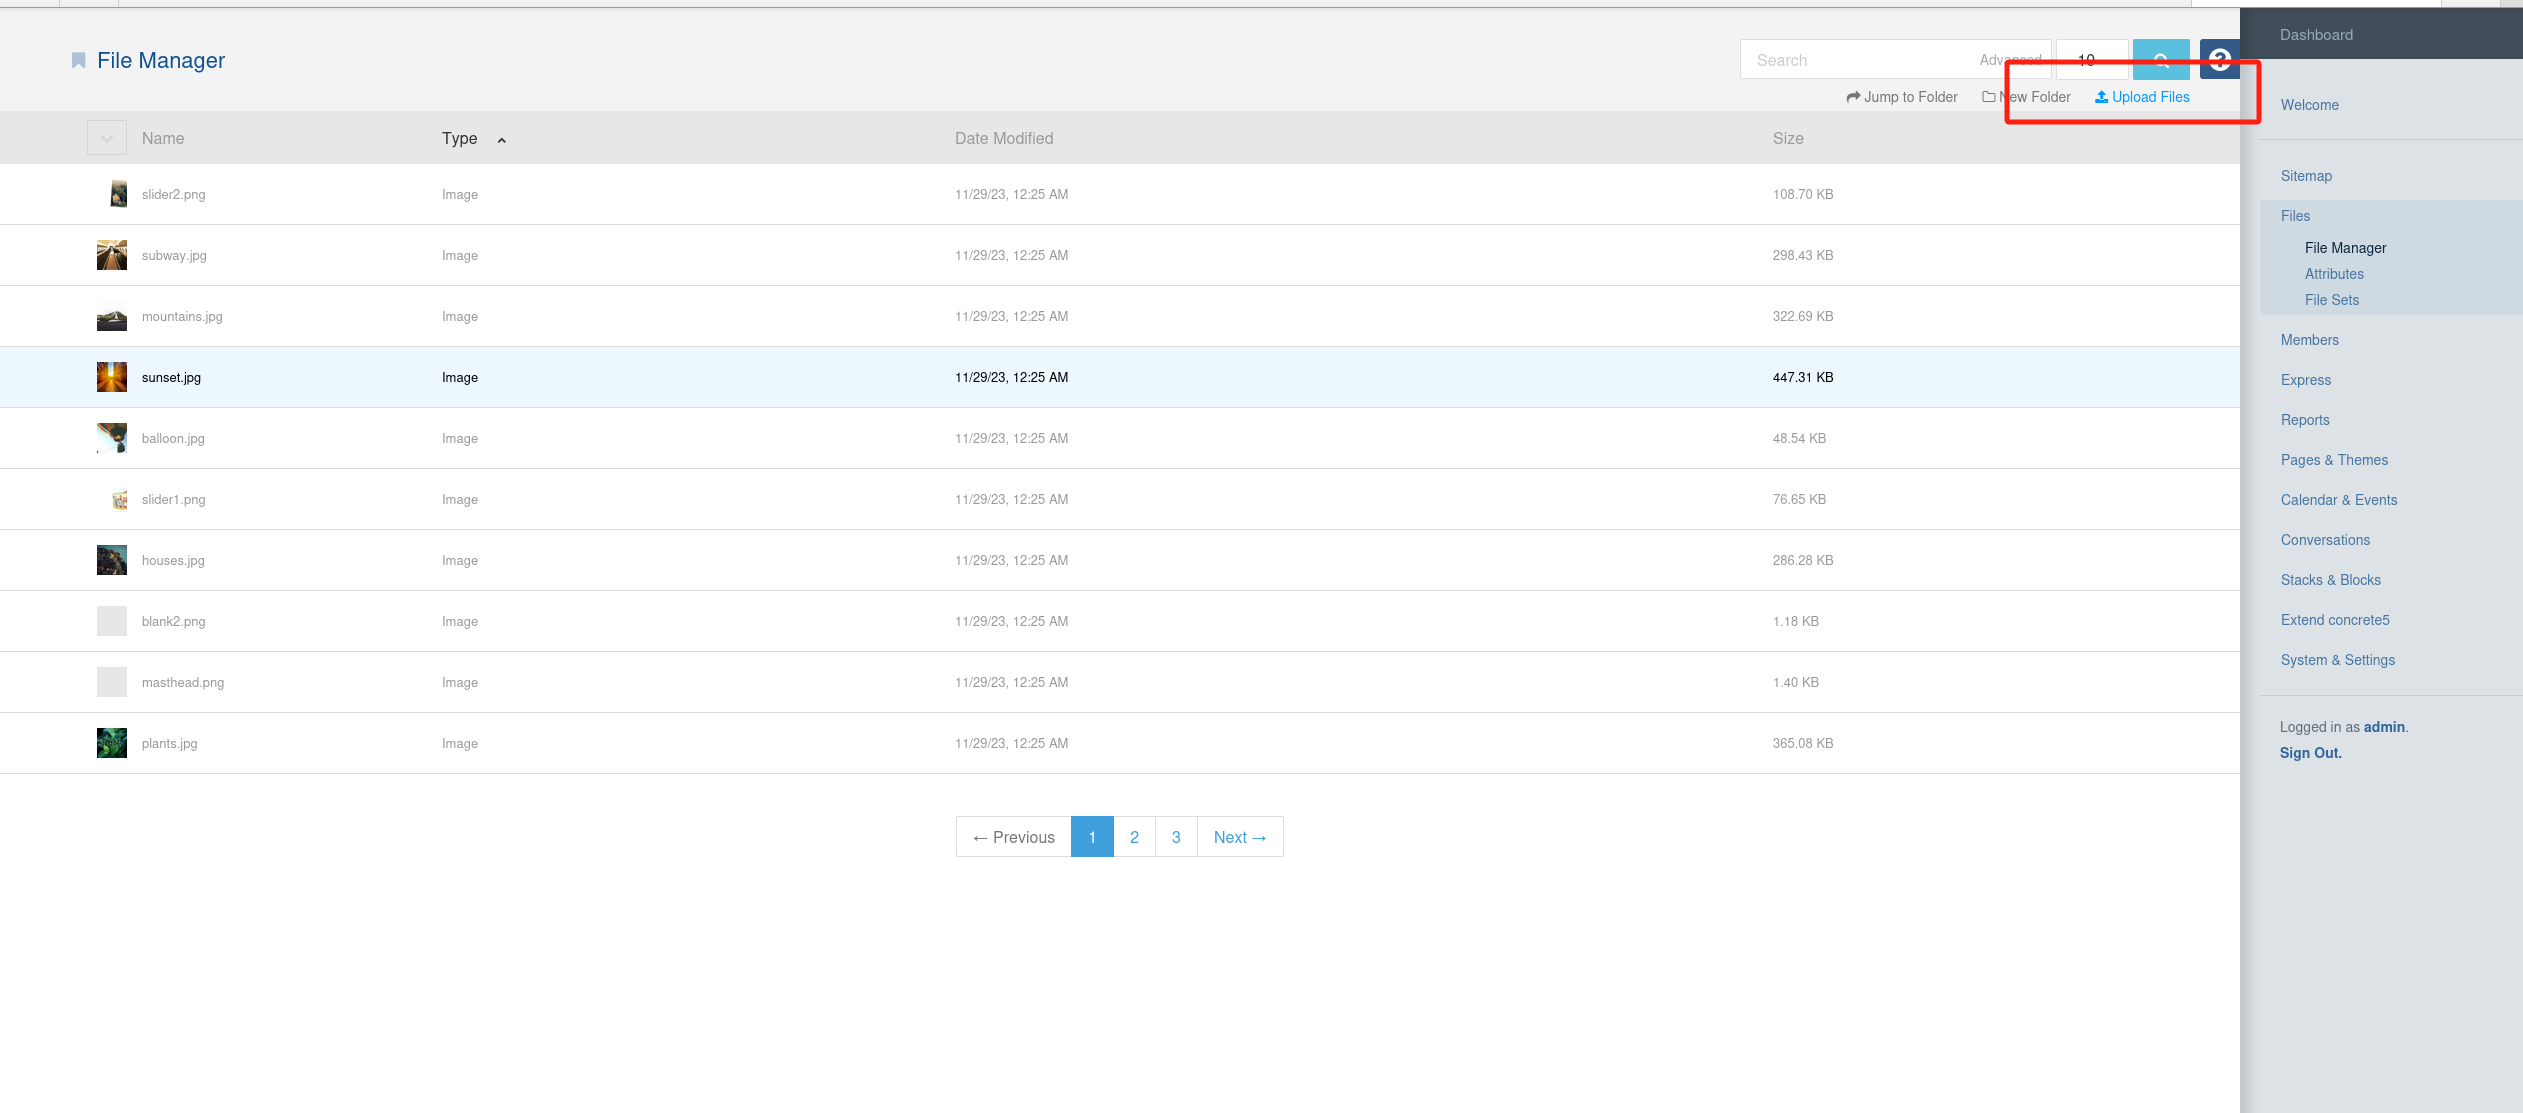 File Manager
Search Advanced 10
Jump to Folder New Folder Upload Files
Name Type Date Modified Size
slider2.png Image 11/29/23, 12:25 AM 108.70 KB
subway.jpg Image 11/29/23, 12:25 AM 298.43 KB
mountains.jpg Image 11/29/23, 12:25 AM 322.69 KB
sunset.jpg Image 11/29/23, 12:25 AM 447.31 KB
balloon.jpg Image 11/29/23, 12:25 AM 48.54 KB
slider1.png Image 11/29/23, 12:25 AM 76.65 KB
houses.jpg Image 11/29/23, 12:25 AM 286.28 KB
blank2.png Image 11/29/23, 12:25 AM 1.18 KB
masthead.png Image 11/29/23, 12:25 AM 1.40 KB
plants.jpg Image 11/29/23, 12:25 AM 365.08 KB
← Previous 1 2 3 Next →
Dashboard
Welcome
Sitemap
Files
File Manager
Attributes
File Sets
Members
Express
Reports
Pages & Themes
Calendar & Events
Conversations
Stacks & Blocks
Extend concrete5
System & Settings
Logged in as admin.
Sign Out.